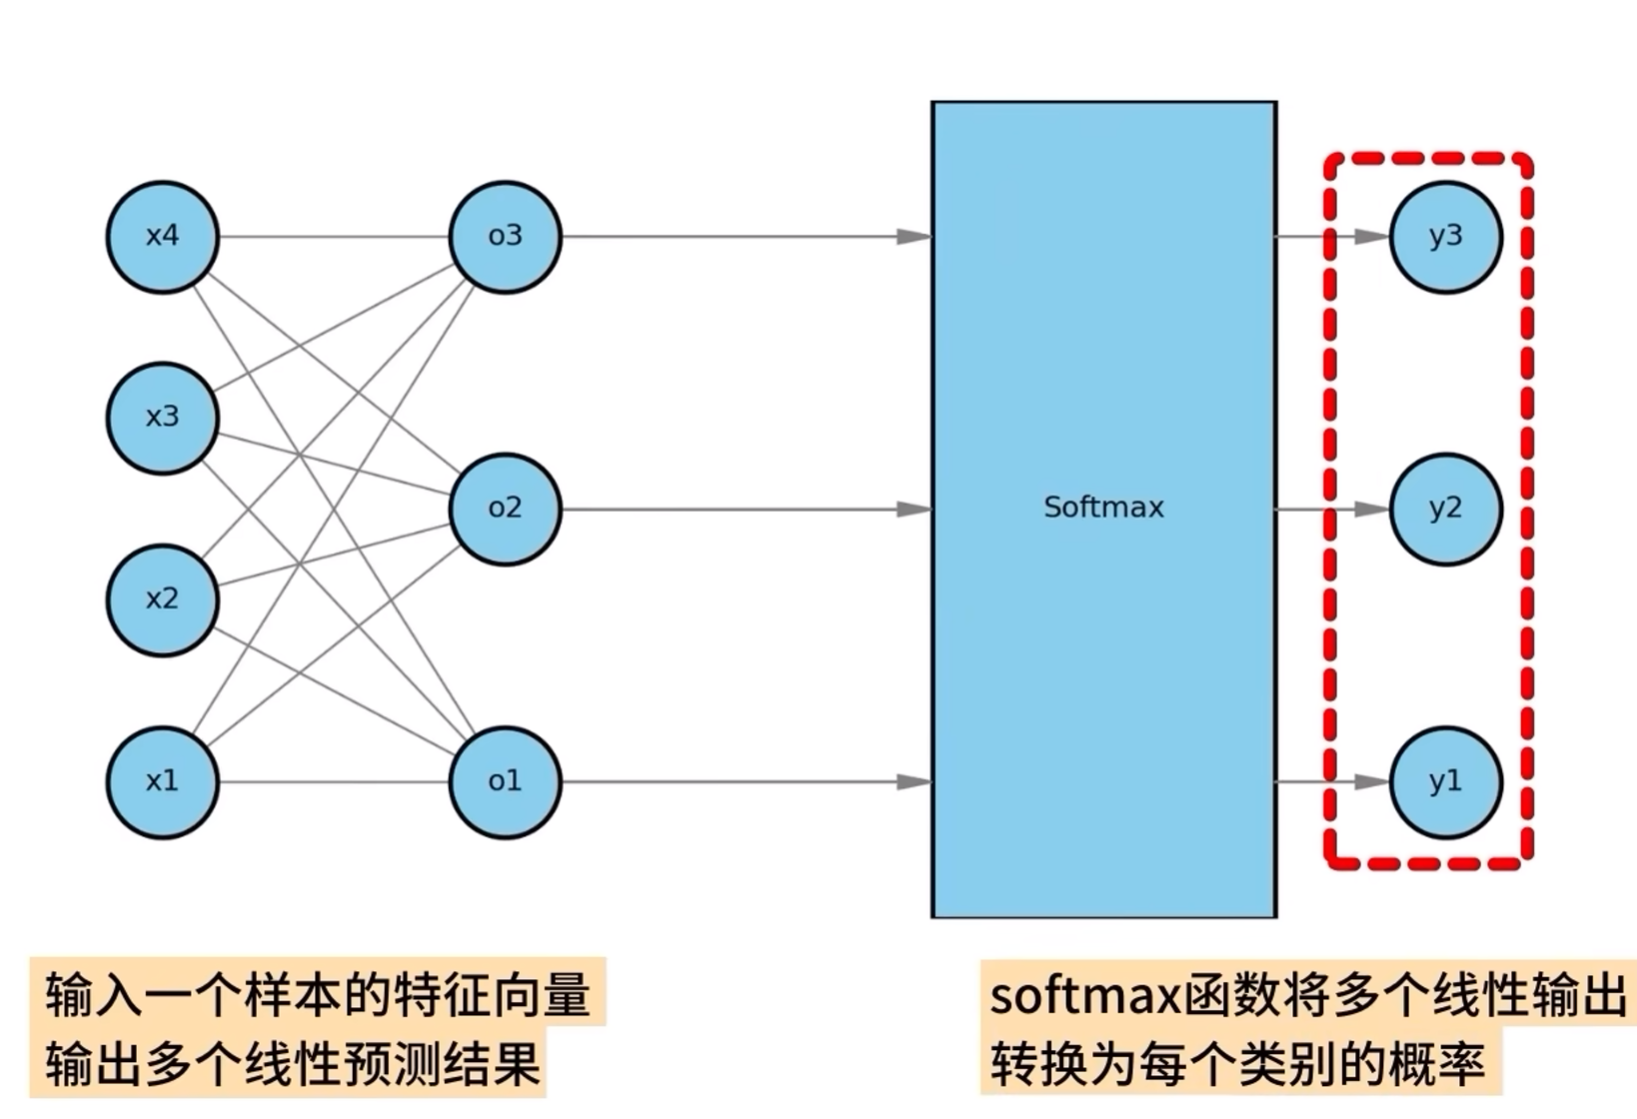 x4
o3
y3
x3
o2
Softmax
y2
x2
x1
o1
y1
输入一个样本的特征向量
输出多个线性预测结果
softmax函数将多个线性输出
转换为每个类别的概率